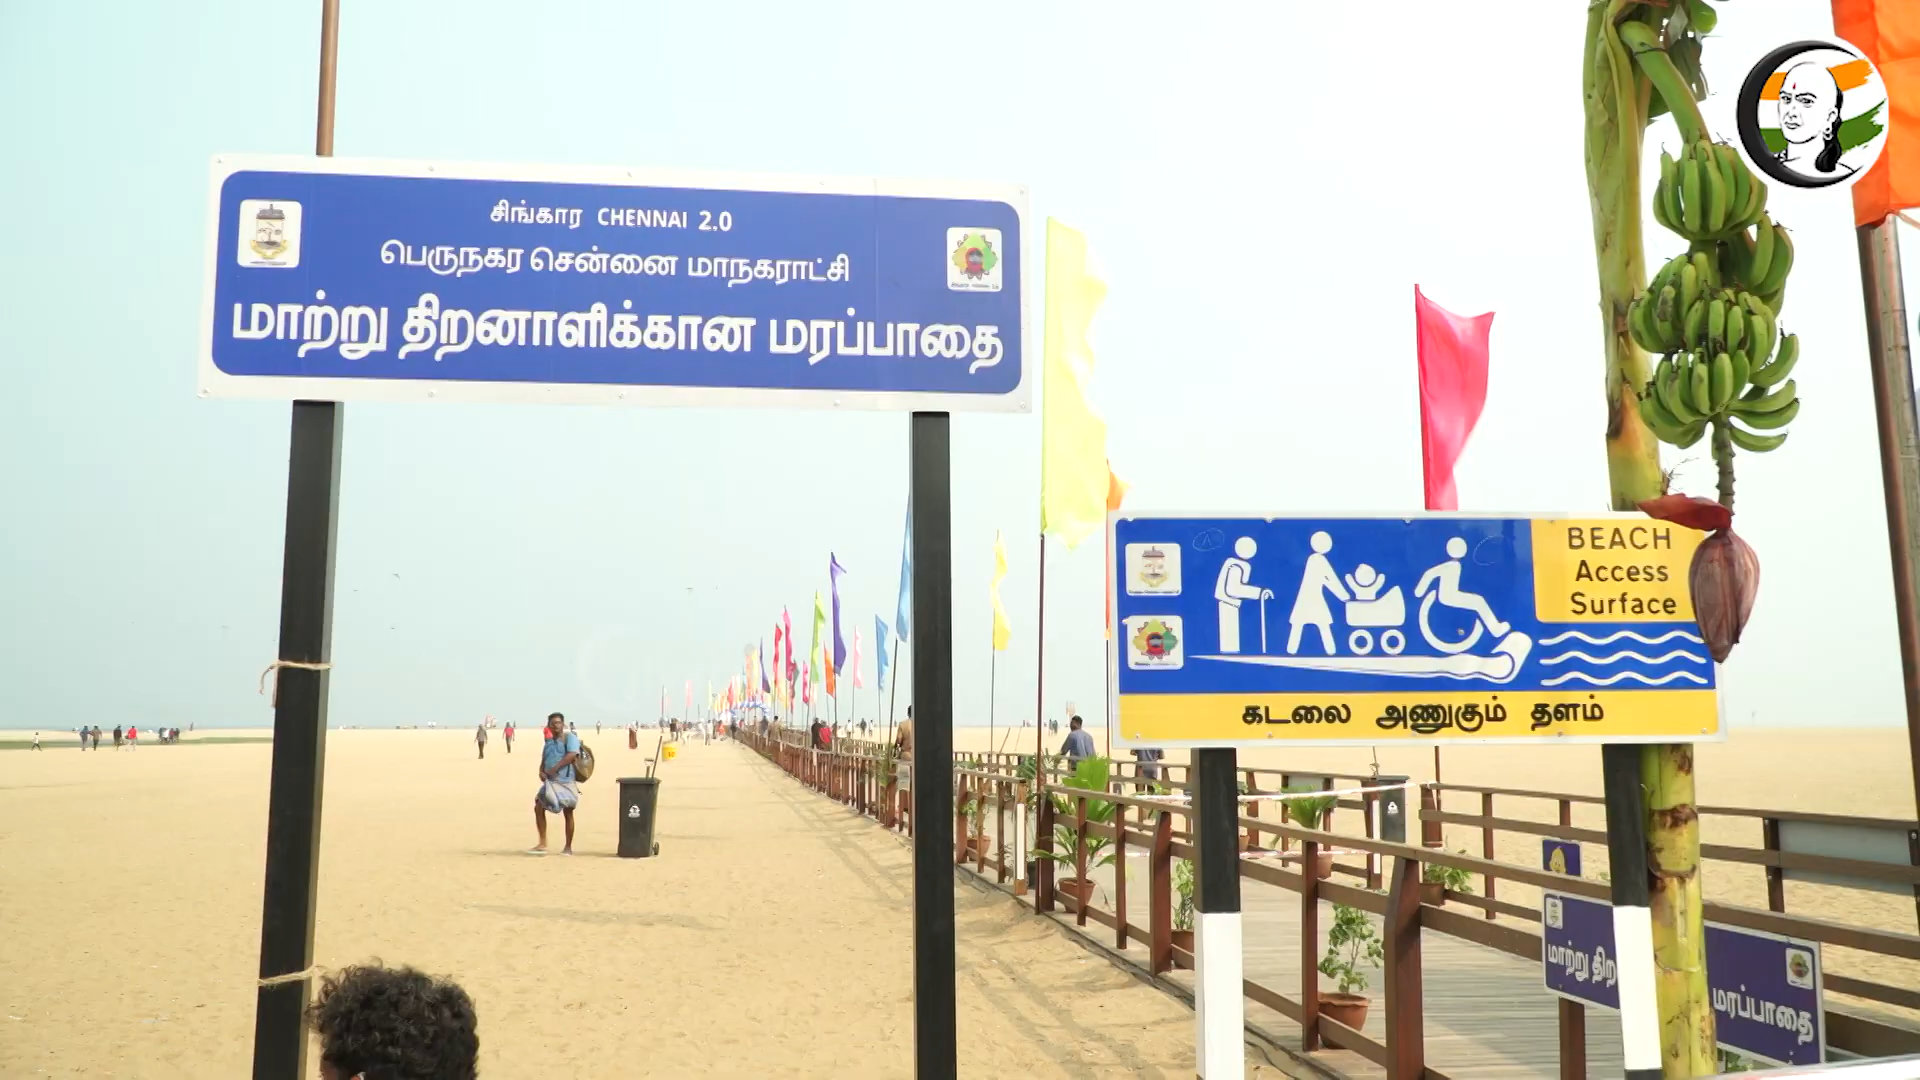 சிங்கார CHENNAI 2.0
பெருநகர சென்னை மாநகராட்சி
மாற்று திறனாளிக்கான மரப்பாதை
BEACH
Access
Surface
கடலை அணுகும் தளம்
மாற்று திற
மரப்பாதை